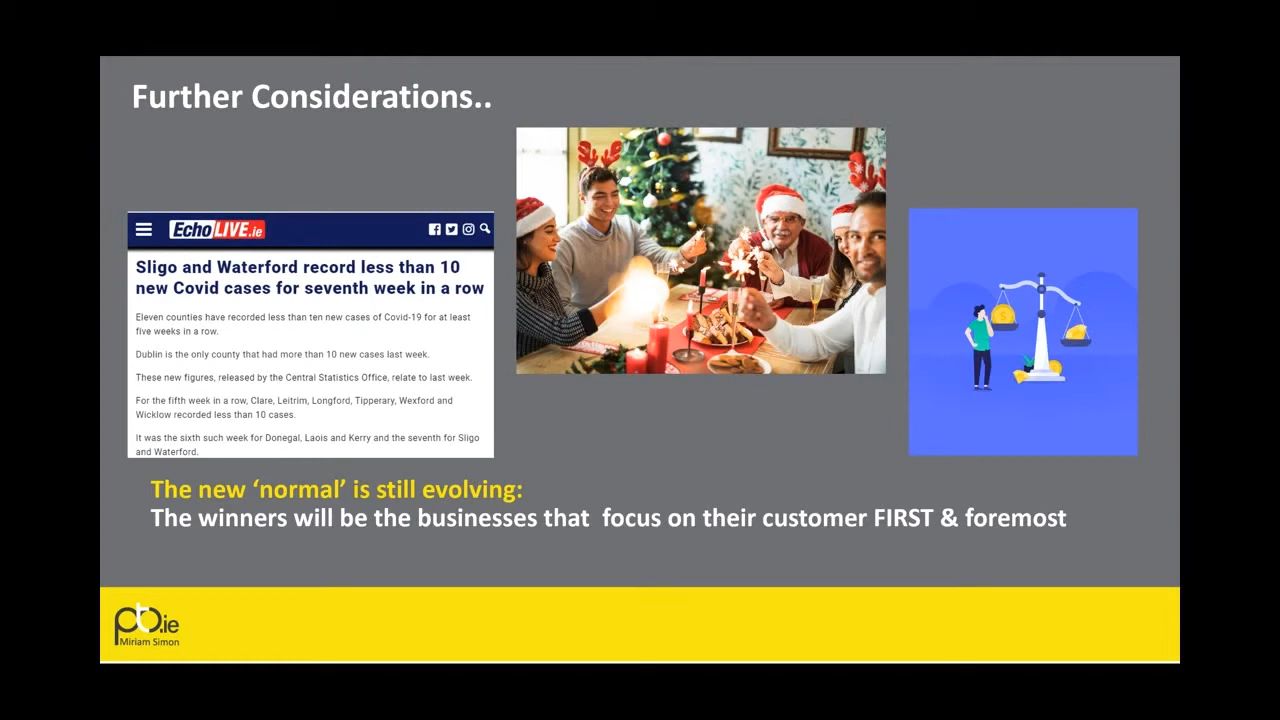 Further Considerations..
EchoLIVE.ie
Sligo and Waterford record less than 10
new Covid cases for seventh week in a row
Eleven counties have recorded less than ten new cases of Covid-19 for at least
five weeks in a row.
Dublin is the only county that had more than 10 new cases last week.
These new figures, released by the Central Statistics Office, relate to last week.
For the fifth week in a row, Clare, Leitrim, Longford, Tipperary, Wexford and
Wicklow recorded less than 10 cases.
It was the sixth such week for Donegal, Laois and Kerry and the seventh for Sligo
and Waterford.
$
The new ‘normal’ is still evolving:
The winners will be the businesses that  focus on their customer FIRST & foremost
ptb.ie
Miriam Simon